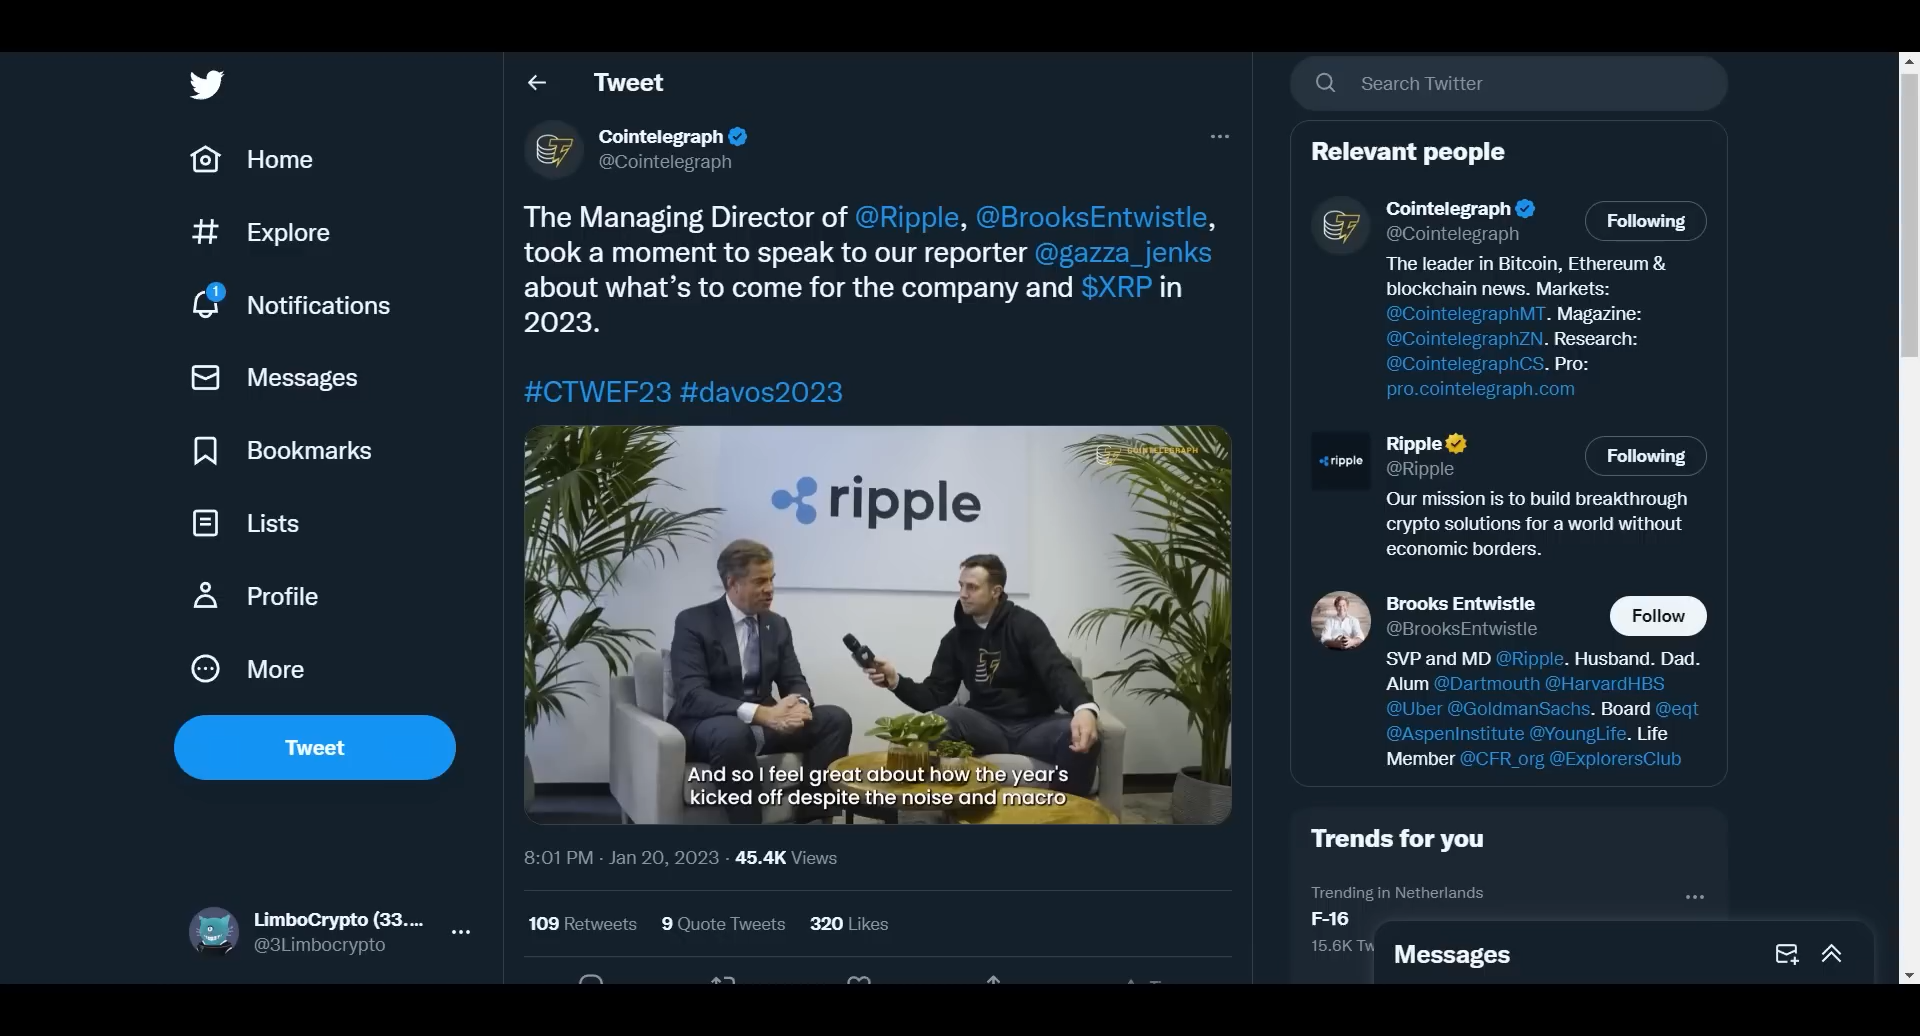 Home
Explore
1
Notifications
Messages
Bookmarks
Lists
Profile
More
Tweet
LimboCrypto (33....
@3Limbocrypto
Tweet
Cointelegraph
@Cointelegraph
The Managing Director of @Ripple, @BrooksEntwistle,
took a moment to speak to our reporter @gazza_jenks
about what’s to come for the company and $XRP in
2023.
#CTWEF23 #davos2023
COINTELEGRAPH
ripple
And so I feel great about how the year's
kicked off despite the noise and macro
8:01 PM · Jan 20, 2023 · 45.4K Views
109 Retweets 9 Quote Tweets 320 Likes
Search Twitter
Relevant people
Cointelegraph
@Cointelegraph
Following
The leader in Bitcoin, Ethereum &
blockchain news. Markets:
@CointelegraphMT. Magazine:
@CointelegraphZN. Research:
@CointelegraphCS. Pro:
pro.cointelegraph.com
ripple
Ripple
@Ripple
Following
Our mission is to build breakthrough
crypto solutions for a world without
economic borders.
Brooks Entwistle
@BrooksEntwistle
Follow
SVP and MD @Ripple. Husband. Dad.
Alum @Dartmouth @HarvardHBS
@Uber @GoldmanSachs. Board @eqt
@AspenInstitute @YoungLife. Life
Member @CFR_org @ExplorersClub
Trends for you
Trending in Netherlands
F-16
15.6K Tw
Messages